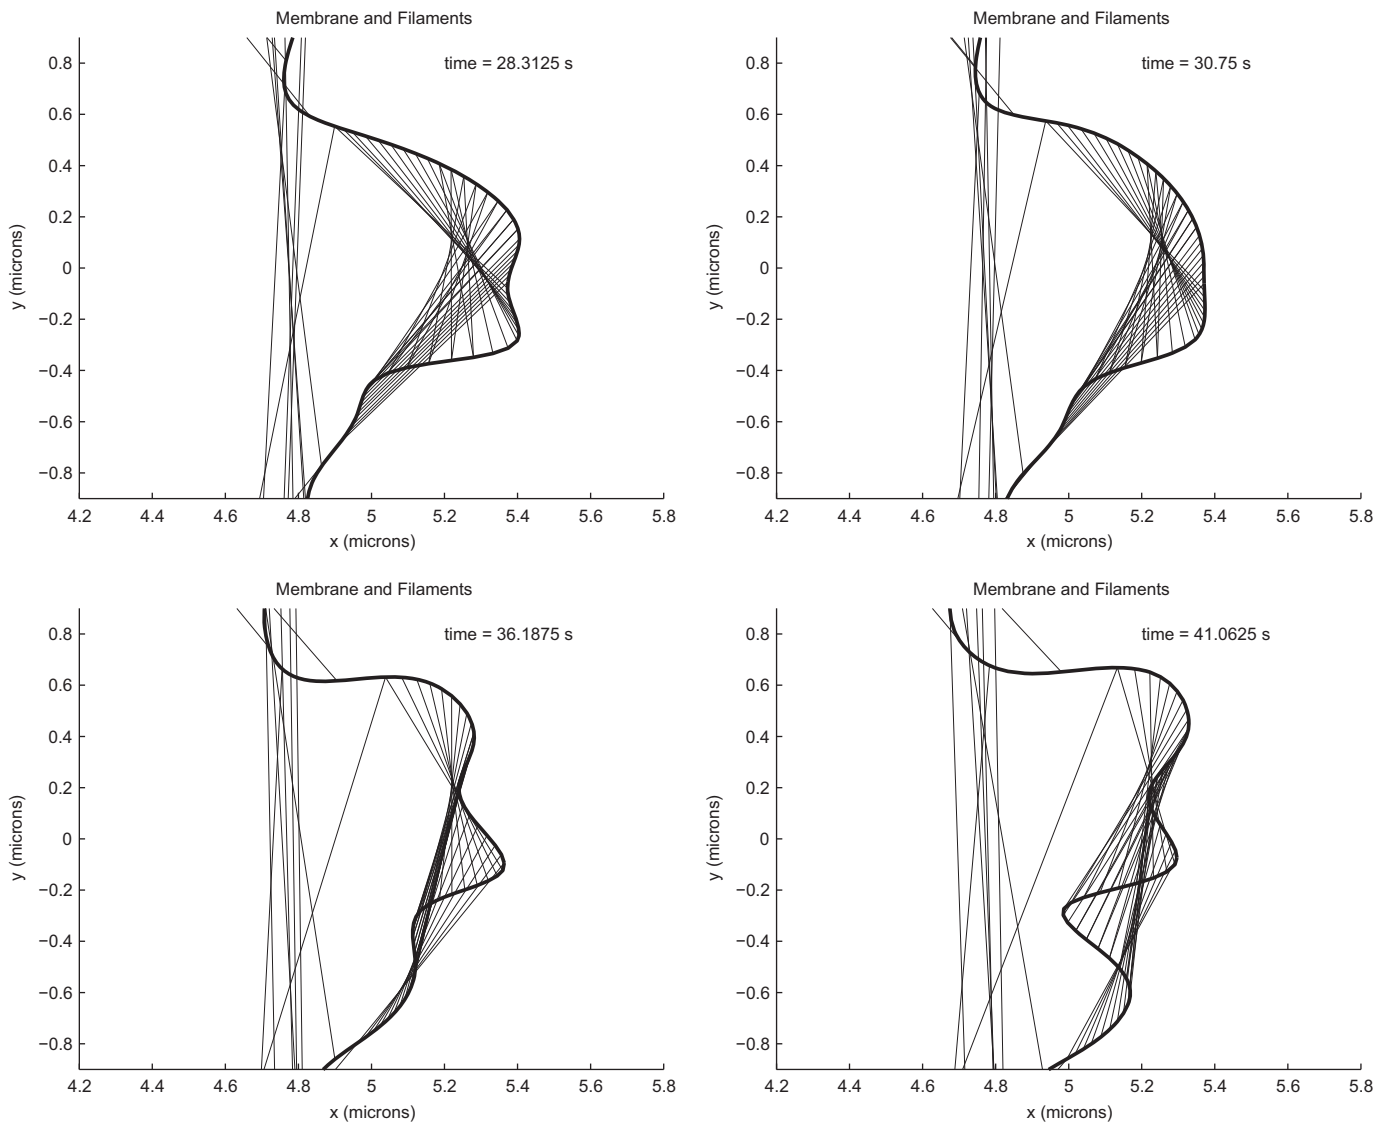 Membrane and Filaments
time = 28.3125 s
y (microns)
0.8
0.6
0.4
0.2
0
−0.2
−0.4
−0.6
−0.8
4.2 4.4 4.6 4.8 5 5.2 5.4 5.6 5.8
x (microns)
Membrane and Filaments
time = 30.75 s
y (microns)
0.8
0.6
0.4
0.2
0
−0.2
−0.4
−0.6
−0.8
4.2 4.4 4.6 4.8 5 5.2 5.4 5.6 5.8
x (microns)
Membrane and Filaments
time = 36.1875 s
y (microns)
0.8
0.6
0.4
0.2
0
−0.2
−0.4
−0.6
−0.8
4.2 4.4 4.6 4.8 5 5.2 5.4 5.6 5.8
x (microns)
Membrane and Filaments
time = 41.0625 s
y (microns)
0.8
0.6
0.4
0.2
0
−0.2
−0.4
−0.6
−0.8
4.2 4.4 4.6 4.8 5 5.2 5.4 5.6 5.8
x (microns)